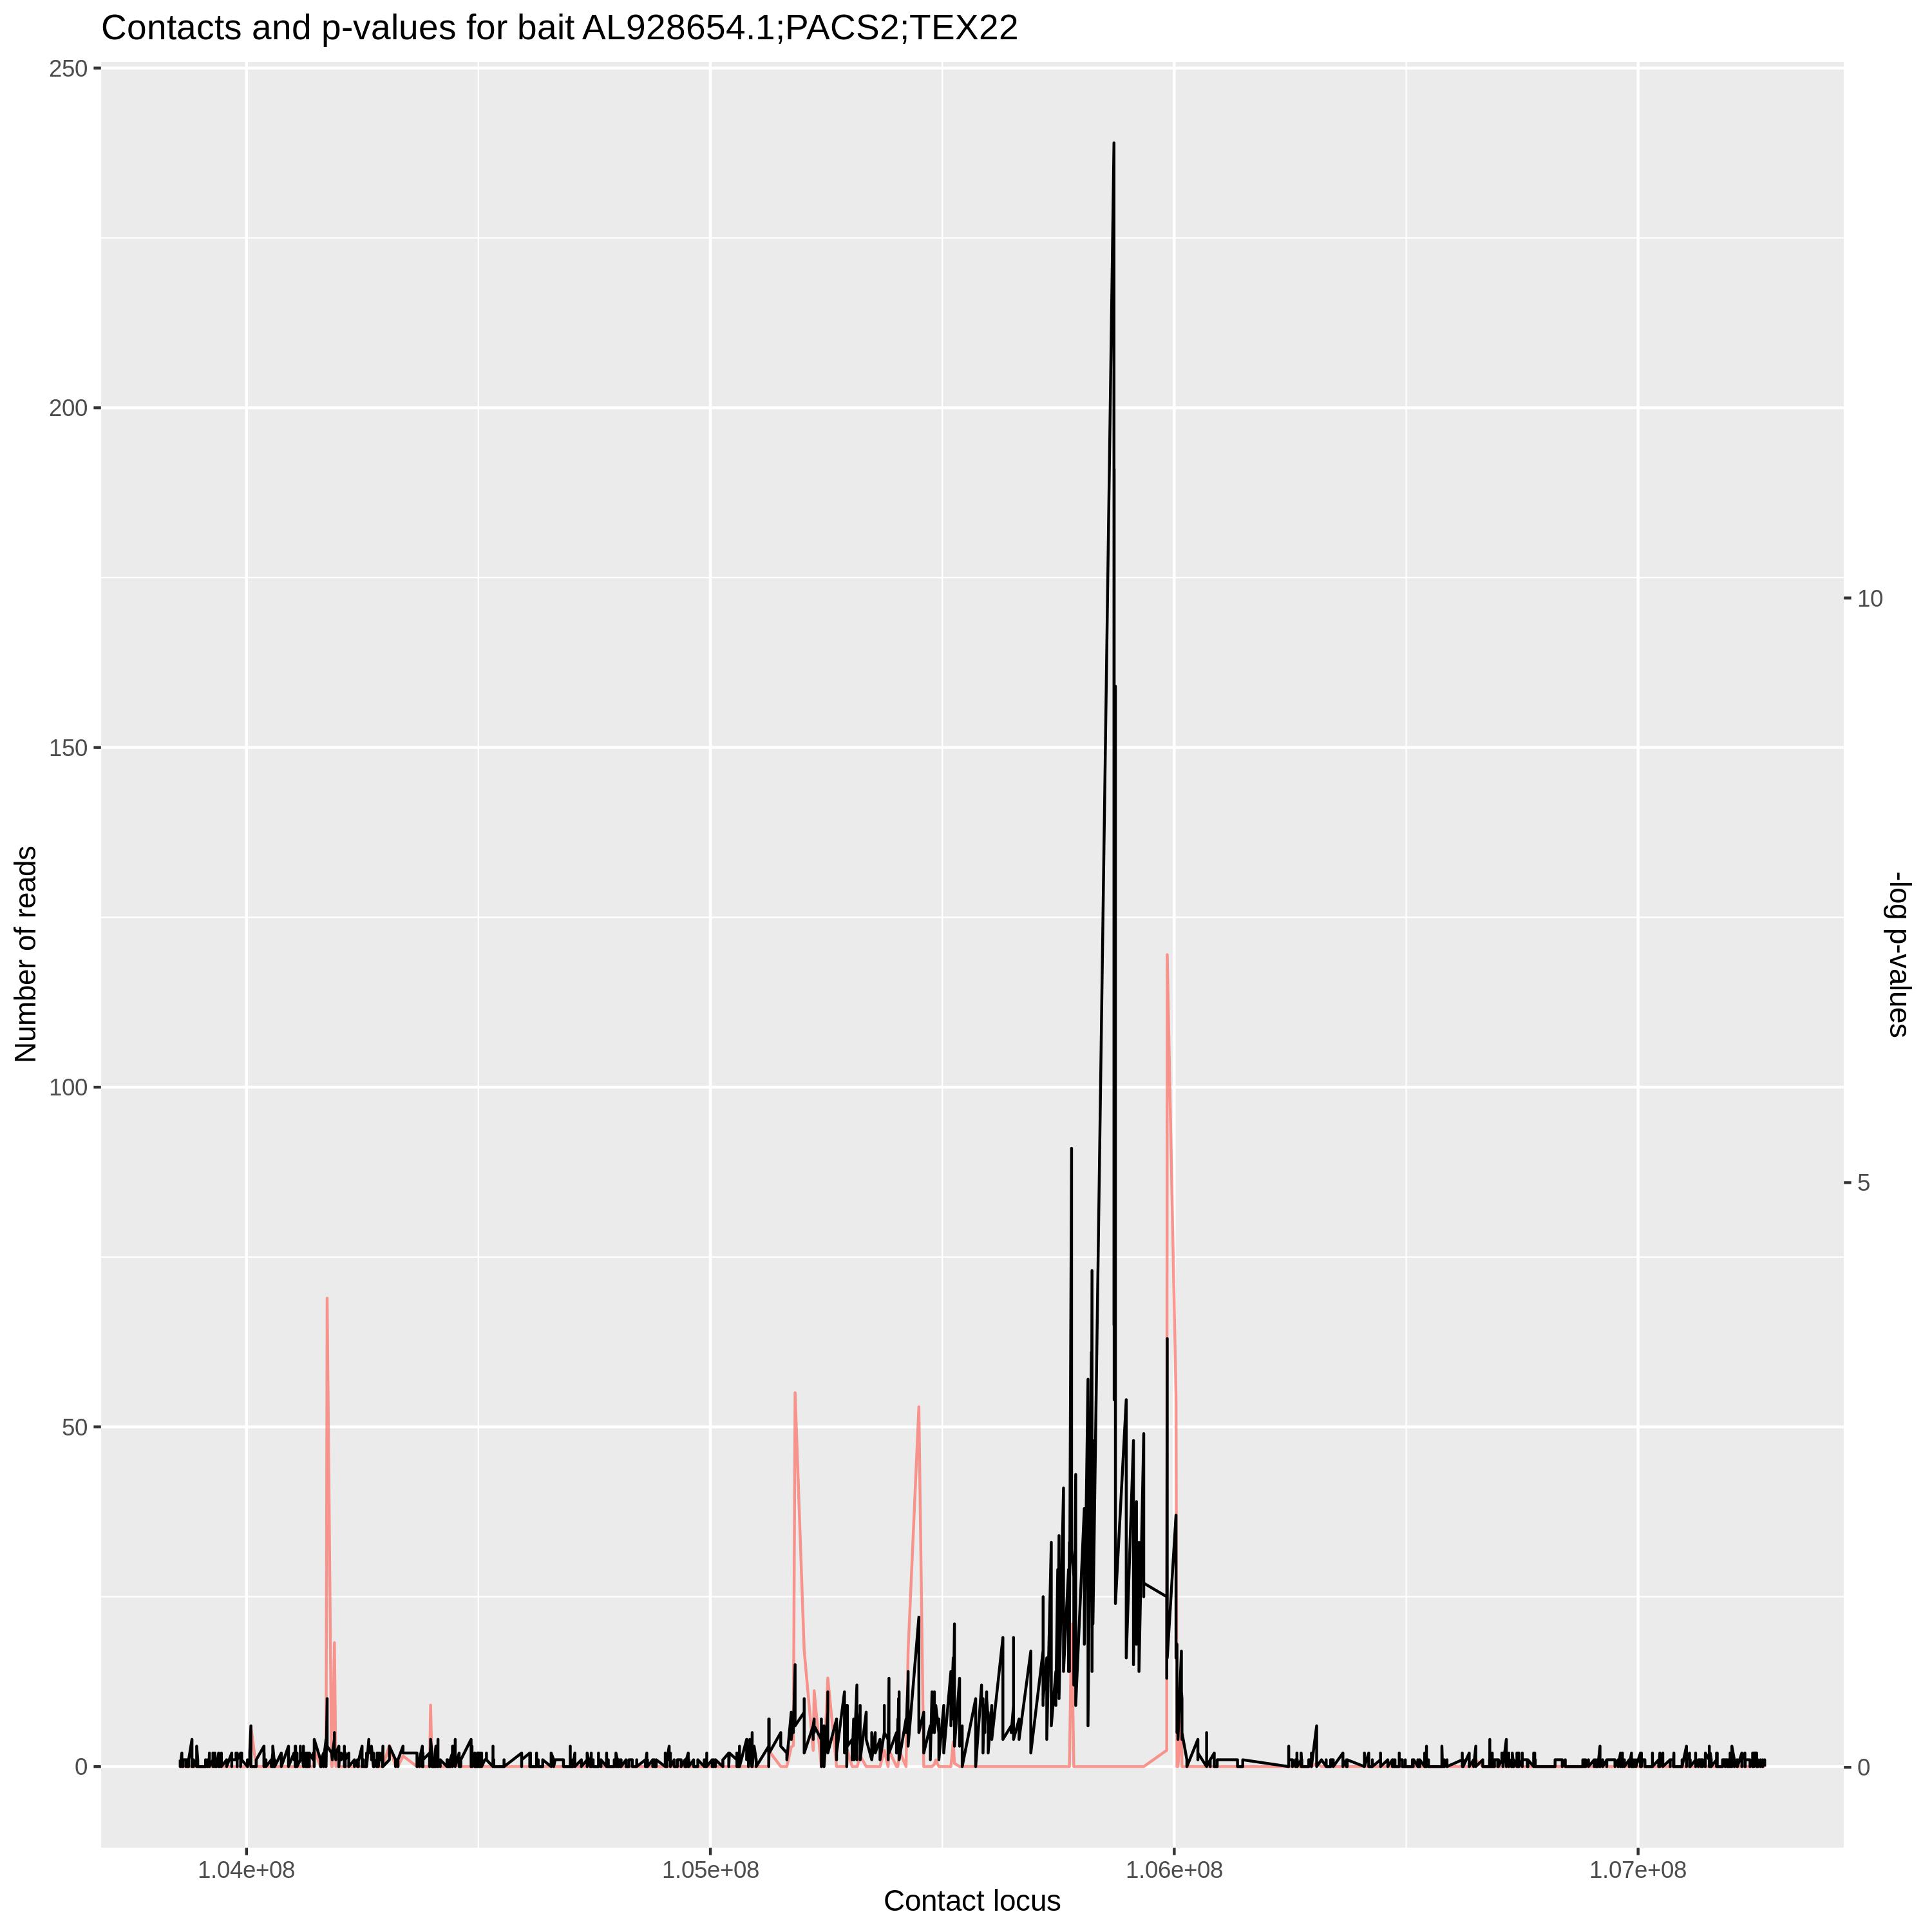 Contacts and p-values for bait AL928654.1;PACS2;TEX22
250
200
150
100
50
0
Number of reads
10
5
0
-log p-values
1.04e+08
1.05e+08
1.06e+08
1.07e+08
Contact locus